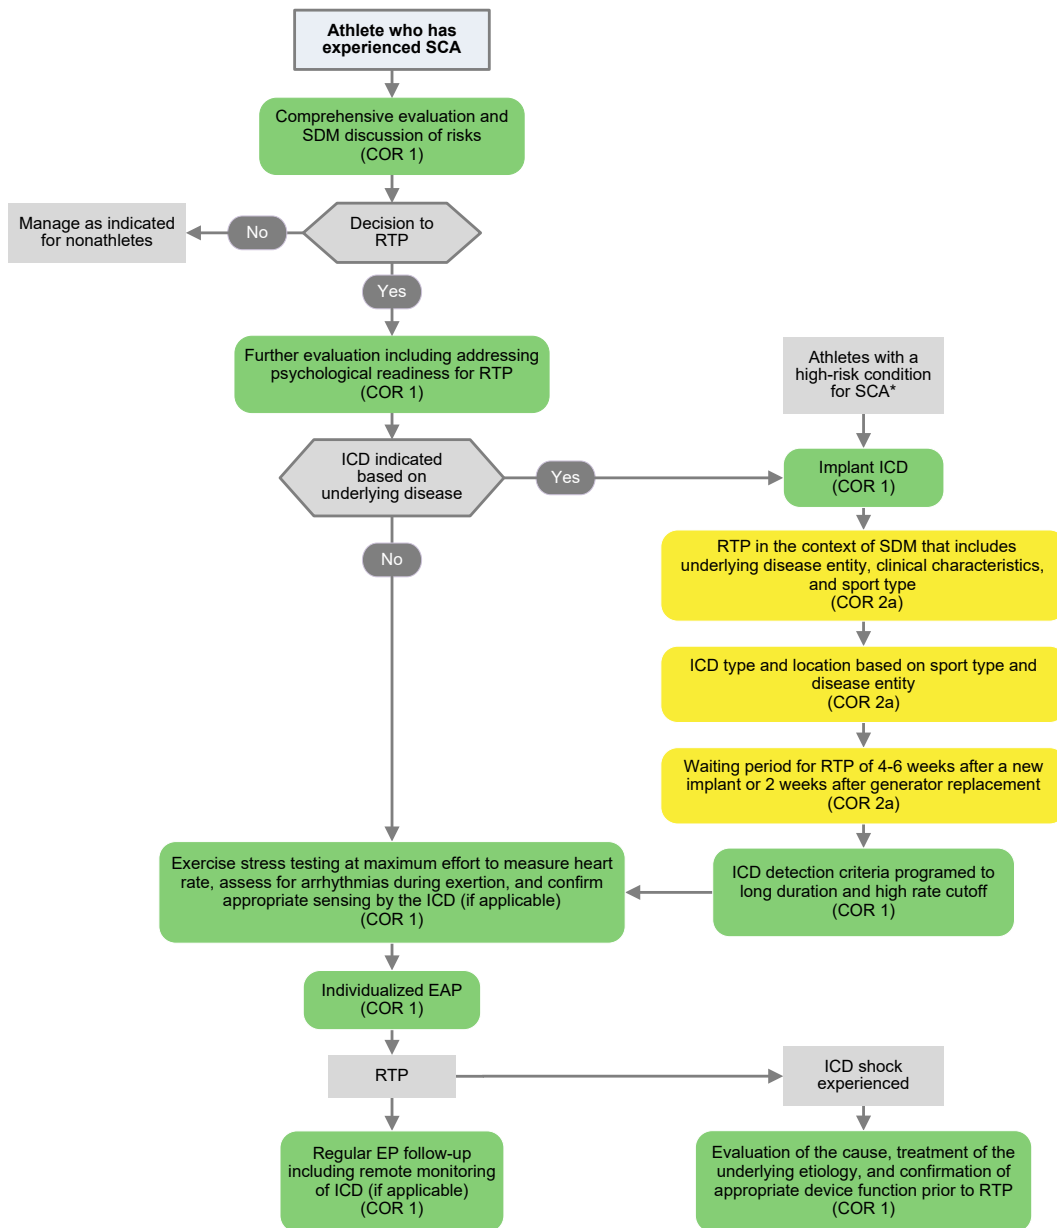 Athlete who has
experienced SCA
Comprehensive evaluation and
SDM discussion of risks
(COR 1)
Manage as indicated
for nonathletes
No
Decision to
RTP
Yes
Further evaluation including addressing
psychological readiness for RTP
(COR 1)
Athletes with a
high-risk condition
for SCA*
ICD indicated
based on
underlying disease
Yes
Implant ICD
(COR 1)
No
RTP in the context of SDM that includes
underlying disease entity, clinical characteristics,
and sport type
(COR 2a)
ICD type and location based on sport type and
disease entity
(COR 2a)
Waiting period for RTP of 4-6 weeks after a new
implant or 2 weeks after generator replacement
(COR 2a)
ICD detection criteria programed to
long duration and high rate cutoff
(COR 1)
Exercise stress testing at maximum effort to measure heart
rate, assess for arrhythmias during exertion, and confirm
appropriate sensing by the ICD (if applicable)
(COR 1)
Individualized EAP
(COR 1)
RTP
ICD shock
experienced
Regular EP follow-up
including remote monitoring
of ICD (if applicable)
(COR 1)
Evaluation of the cause, treatment of the
underlying etiology, and confirmation of
appropriate device function prior to RTP
(COR 1)